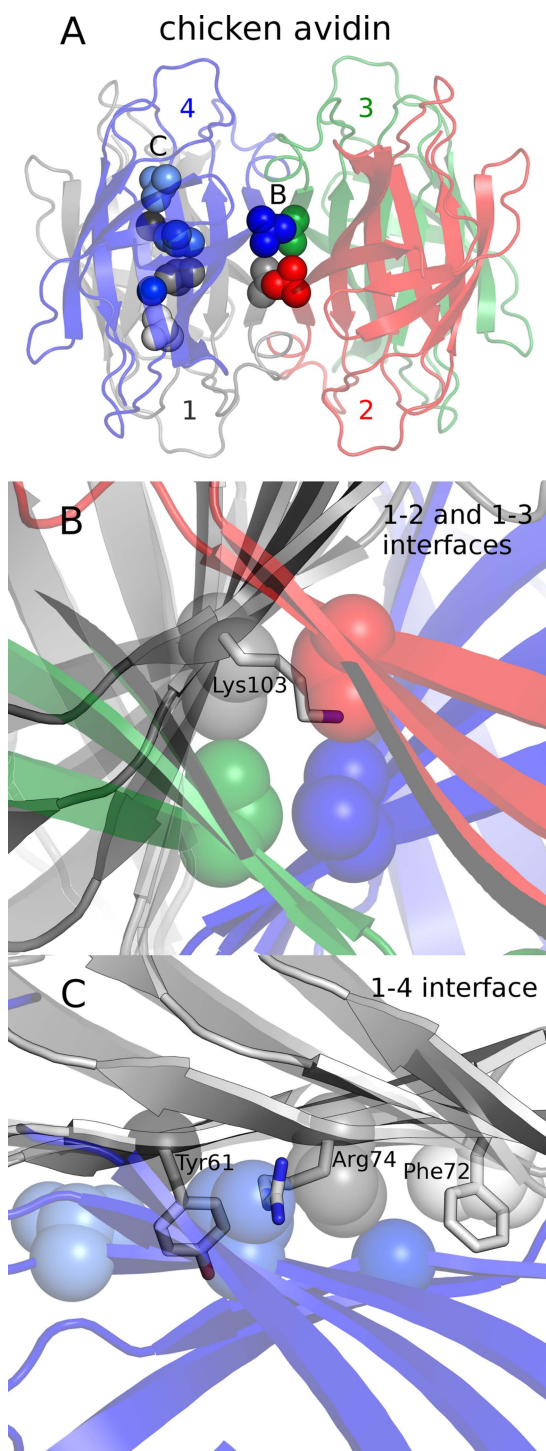 A
chicken avidin
4
3
C
B
1
2
B
1-2 and 1-3
interfaces
Lys103
C
1-4 interface
Tyr61
Arg74
Phe72